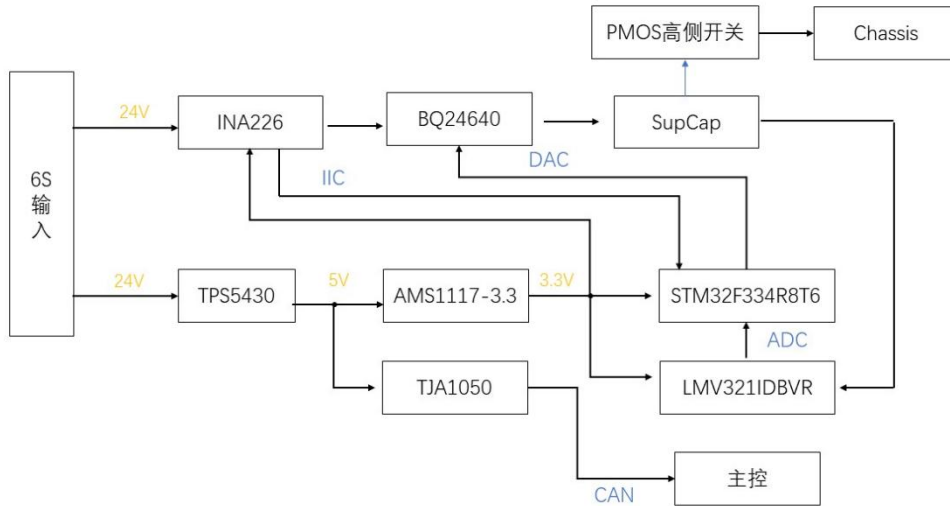 PMOS高侧开关
Chassis
24V
INA226
BQ24640
SupCap
6S
输
入
IIC
DAC
24V
TPS5430
5V
AMS1117-3.3
3.3V
STM32F334R8T6
ADC
TJA1050
LMV321IDBVR
CAN
主控